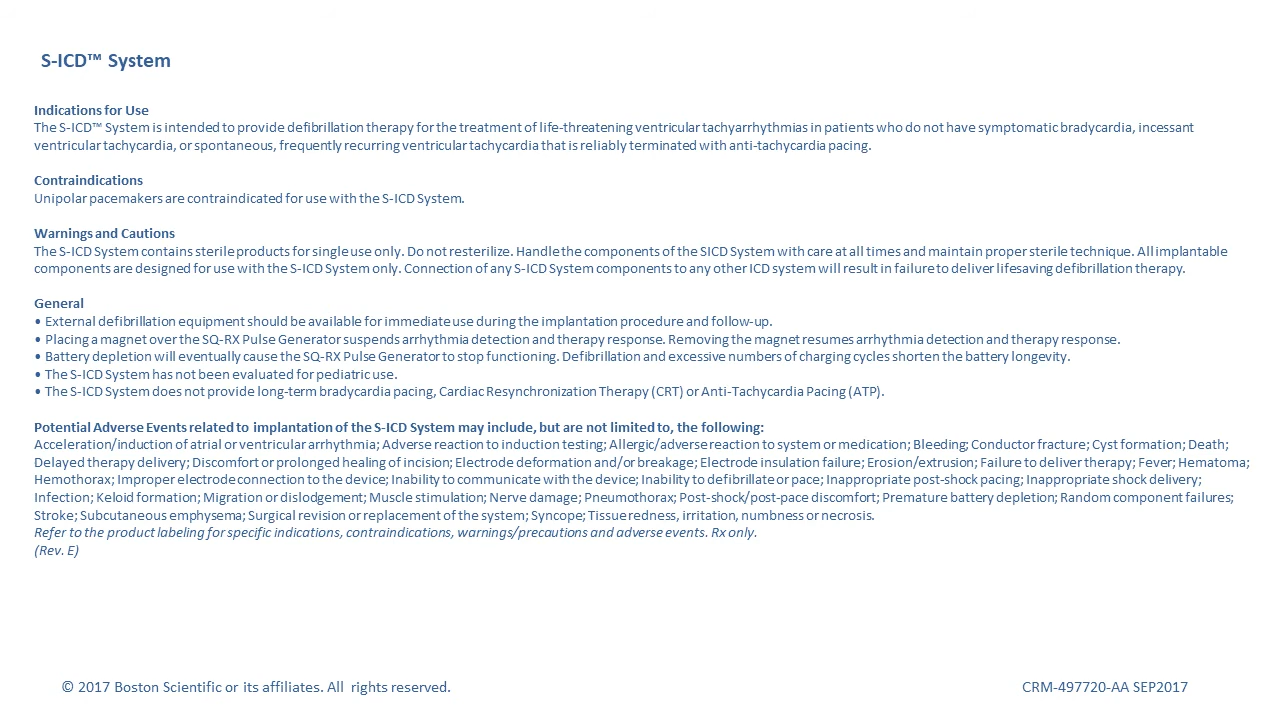 S-ICD™ System
Indications for Use
The S-ICD™ System is intended to provide defibrillation therapy for the treatment of life-threatening ventricular tachyarrhythmias in patients who do not have symptomatic bradycardia, incessant
ventricular tachycardia, or spontaneous, frequently recurring ventricular tachycardia that is reliably terminated with anti-tachycardia pacing.
Contraindications
Unipolar pacemakers are contraindicated for use with the S-ICD System.
Warnings and Cautions
The S-ICD System contains sterile products for single use only. Do not resterilize. Handle the components of the SICD System with care at all times and maintain proper sterile technique. All implantable
components are designed for use with the S-ICD System only. Connection of any S-ICD System components to any other ICD system will result in failure to deliver lifesaving defibrillation therapy.
General
• External defibrillation equipment should be available for immediate use during the implantation procedure and follow-up.
• Placing a magnet over the SQ-RX Pulse Generator suspends arrhythmia detection and therapy response. Removing the magnet resumes arrhythmia detection and therapy response.
• Battery depletion will eventually cause the SQ-RX Pulse Generator to stop functioning. Defibrillation and excessive numbers of charging cycles shorten the battery longevity.
• The S-ICD System has not been evaluated for pediatric use.
• The S-ICD System does not provide long-term bradycardia pacing, Cardiac Resynchronization Therapy (CRT) or Anti-Tachycardia Pacing (ATP).
Potential Adverse Events related to implantation of the S-ICD System may include, but are not limited to, the following:
Acceleration/induction of atrial or ventricular arrhythmia; Adverse reaction to induction testing; Allergic/adverse reaction to system or medication; Bleeding; Conductor fracture; Cyst formation; Death;
Delayed therapy delivery; Discomfort or prolonged healing of incision; Electrode deformation and/or breakage; Electrode insulation failure; Erosion/extrusion; Failure to deliver therapy; Fever; Hematoma;
Hemothorax; Improper electrode connection to the device; Inability to communicate with the device; Inability to defibrillate or pace; Inappropriate post-shock pacing; Inappropriate shock delivery;
Infection; Keloid formation; Migration or dislodgement; Muscle stimulation; Nerve damage; Pneumothorax; Post-shock/post-pace discomfort; Premature battery depletion; Random component failures;
Stroke; Subcutaneous emphysema; Surgical revision or replacement of the system; Syncope; Tissue redness, irritation, numbness or necrosis.
Refer to the product labeling for specific indications, contraindications, warnings/precautions and adverse events. Rx only.
(Rev. E)
© 2017 Boston Scientific or its affiliates. All rights reserved.
CRM-497720-AA SEP2017